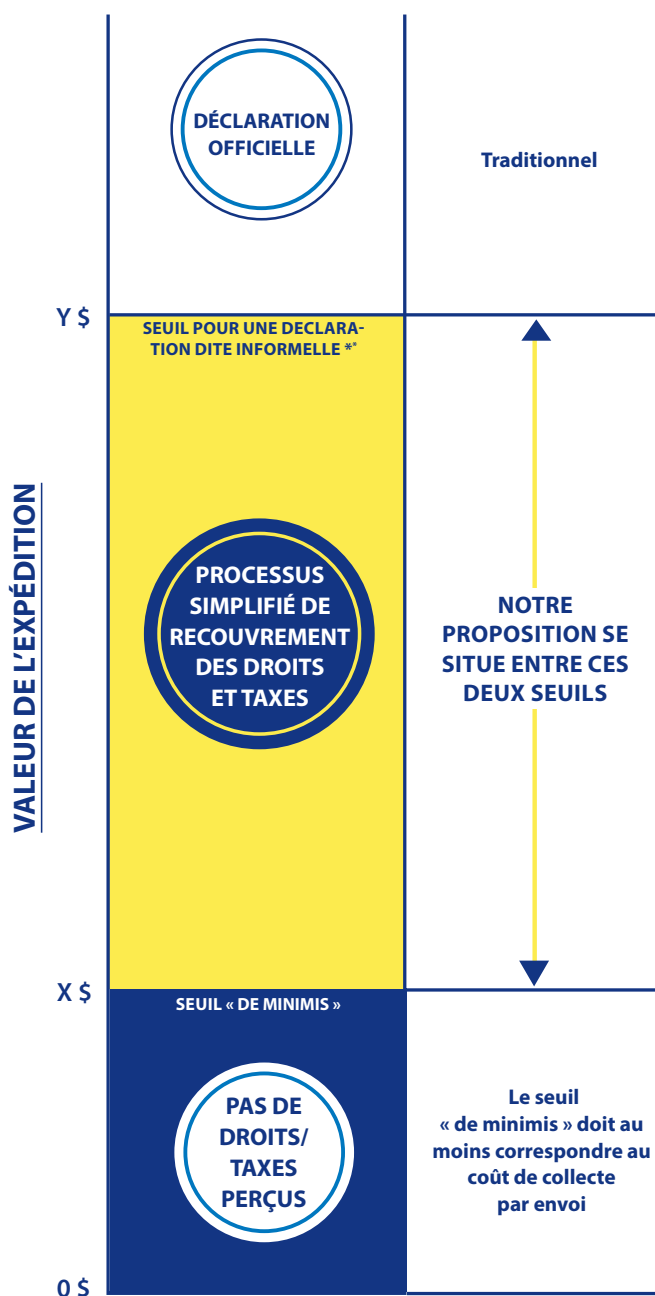 DÉCLARATION
OFFICIELLE
Traditionnel
Y $
SEUIL POUR UNE DECLARA-
TION DITE INFORMELLE **
VALEUR DE L’EXPÉDITION
PROCESSUS
SIMPLIFIÉ DE
RECOUVREMENT
DES DROITS
ET TAXES
NOTRE
PROPOSITION SE
SITUE ENTRE CES
DEUX SEUILS
X $
SEUIL « DE MINIMIS »
PAS DE
DROITS/
TAXES
PERÇUS
Le seuil
« de minimis » doit au
moins correspondre au
coût de collecte
par envoi
0 $